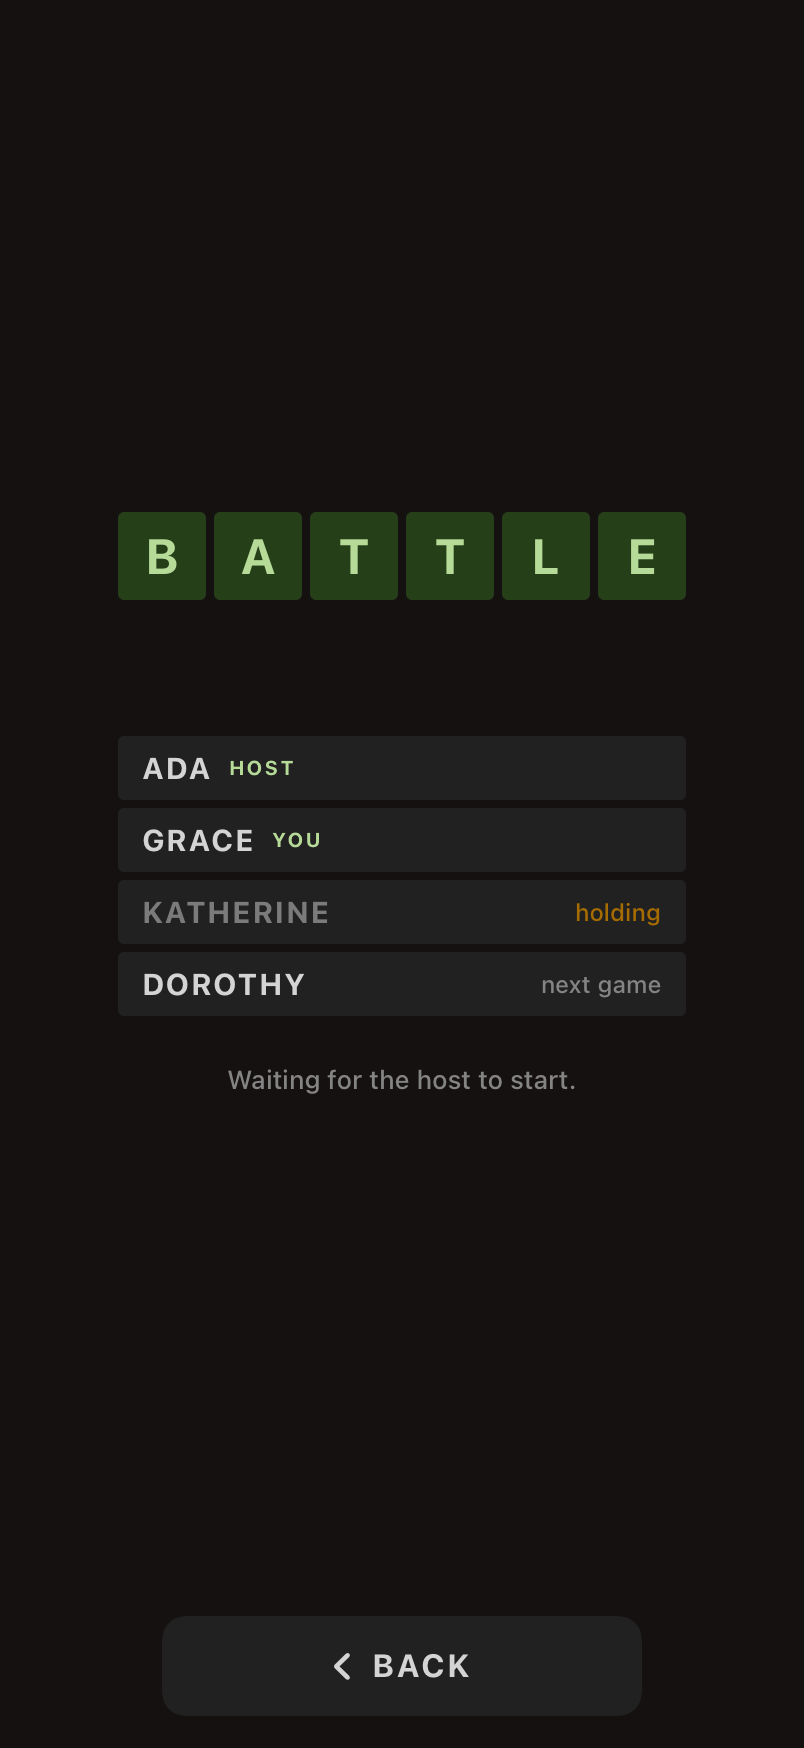 BATTLE
ADA HOST
GRACE YOU
KATHERINE holding
DOROTHY next game
Waiting for the host to start.
BACK